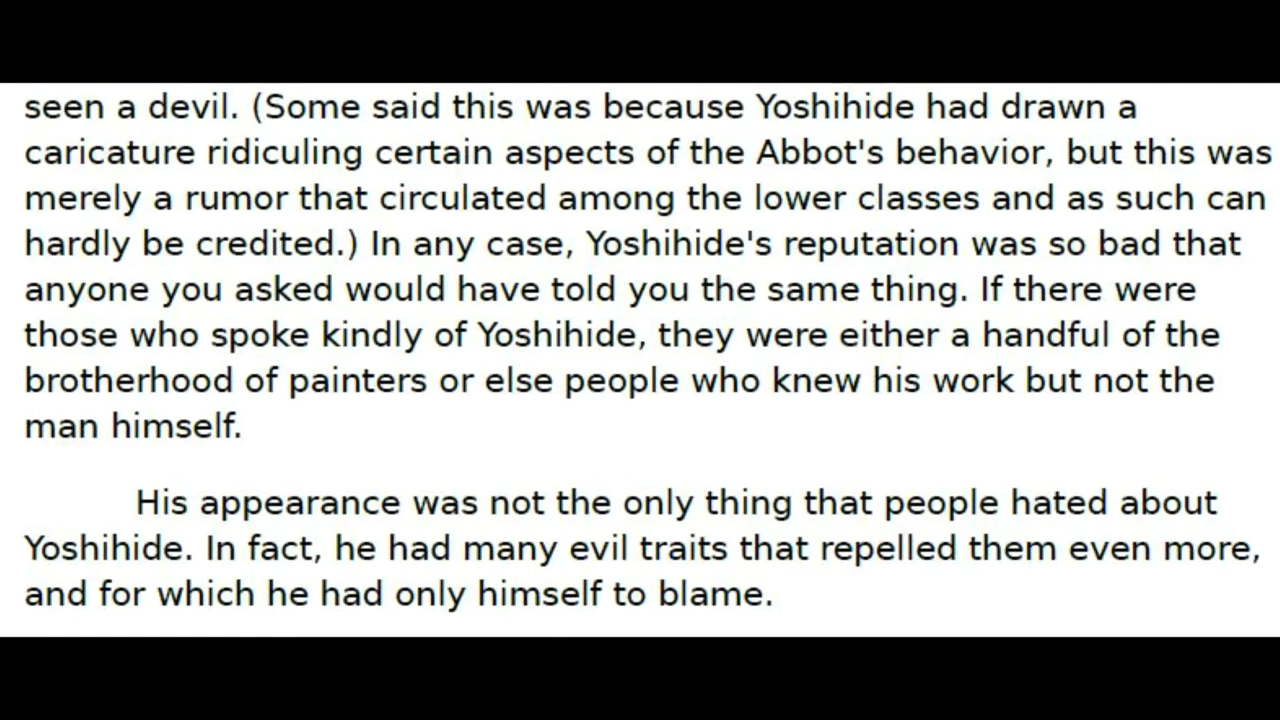 seen a devil. (Some said this was because Yoshihide had drawn a
caricature ridiculing certain aspects of the Abbot's behavior, but this was
merely a rumor that circulated among the lower classes and as such can
hardly be credited.) In any case, Yoshihide's reputation was so bad that
anyone you asked would have told you the same thing. If there were
those who spoke kindly of Yoshihide, they were either a handful of the
brotherhood of painters or else people who knew his work but not the
man himself.
His appearance was not the only thing that people hated about
Yoshihide. In fact, he had many evil traits that repelled them even more,
and for which he had only himself to blame.